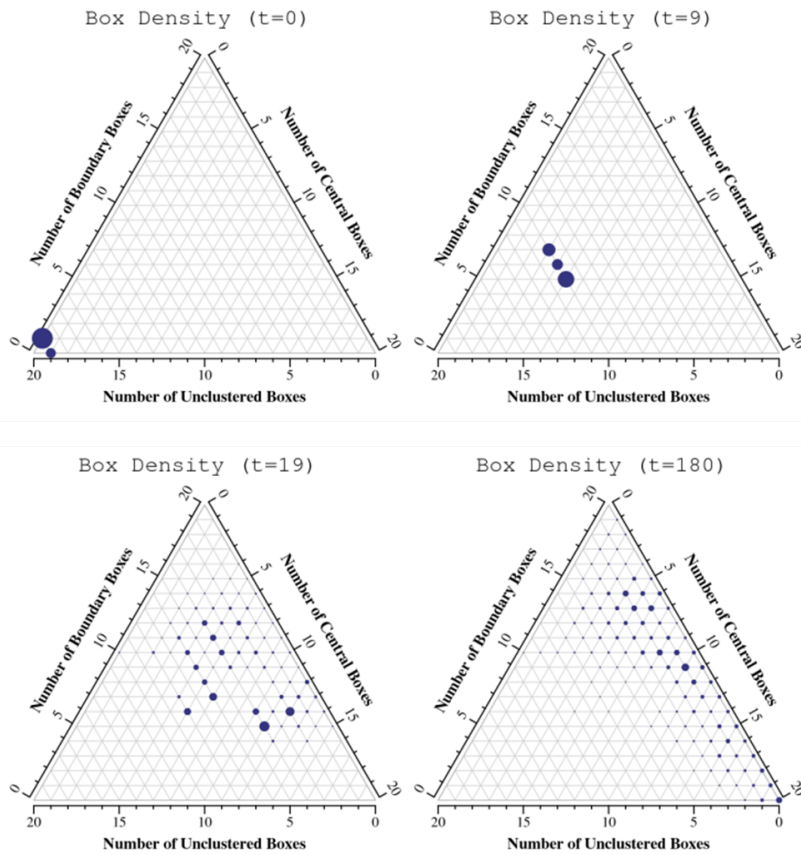 Box Density (t=0)
20
0
15
5
10
10
5
15
0
20
Number of Boundary Boxes
Number of Central Boxes
20 15 10 5 0
Number of Unclustered Boxes
Box Density (t=9)
20
0
15
5
10
10
5
15
0
20
Number of Boundary Boxes
Number of Central Boxes
20 15 10 5 0
Number of Unclustered Boxes
Box Density (t=19)
20
0
15
5
10
10
5
15
0
20
Number of Boundary Boxes
Number of Central Boxes
20 15 10 5 0
Number of Unclustered Boxes
Box Density (t=180)
20
0
15
5
10
10
5
15
0
20
Number of Boundary Boxes
Number of Central Boxes
20 15 10 5 0
Number of Unclustered Boxes